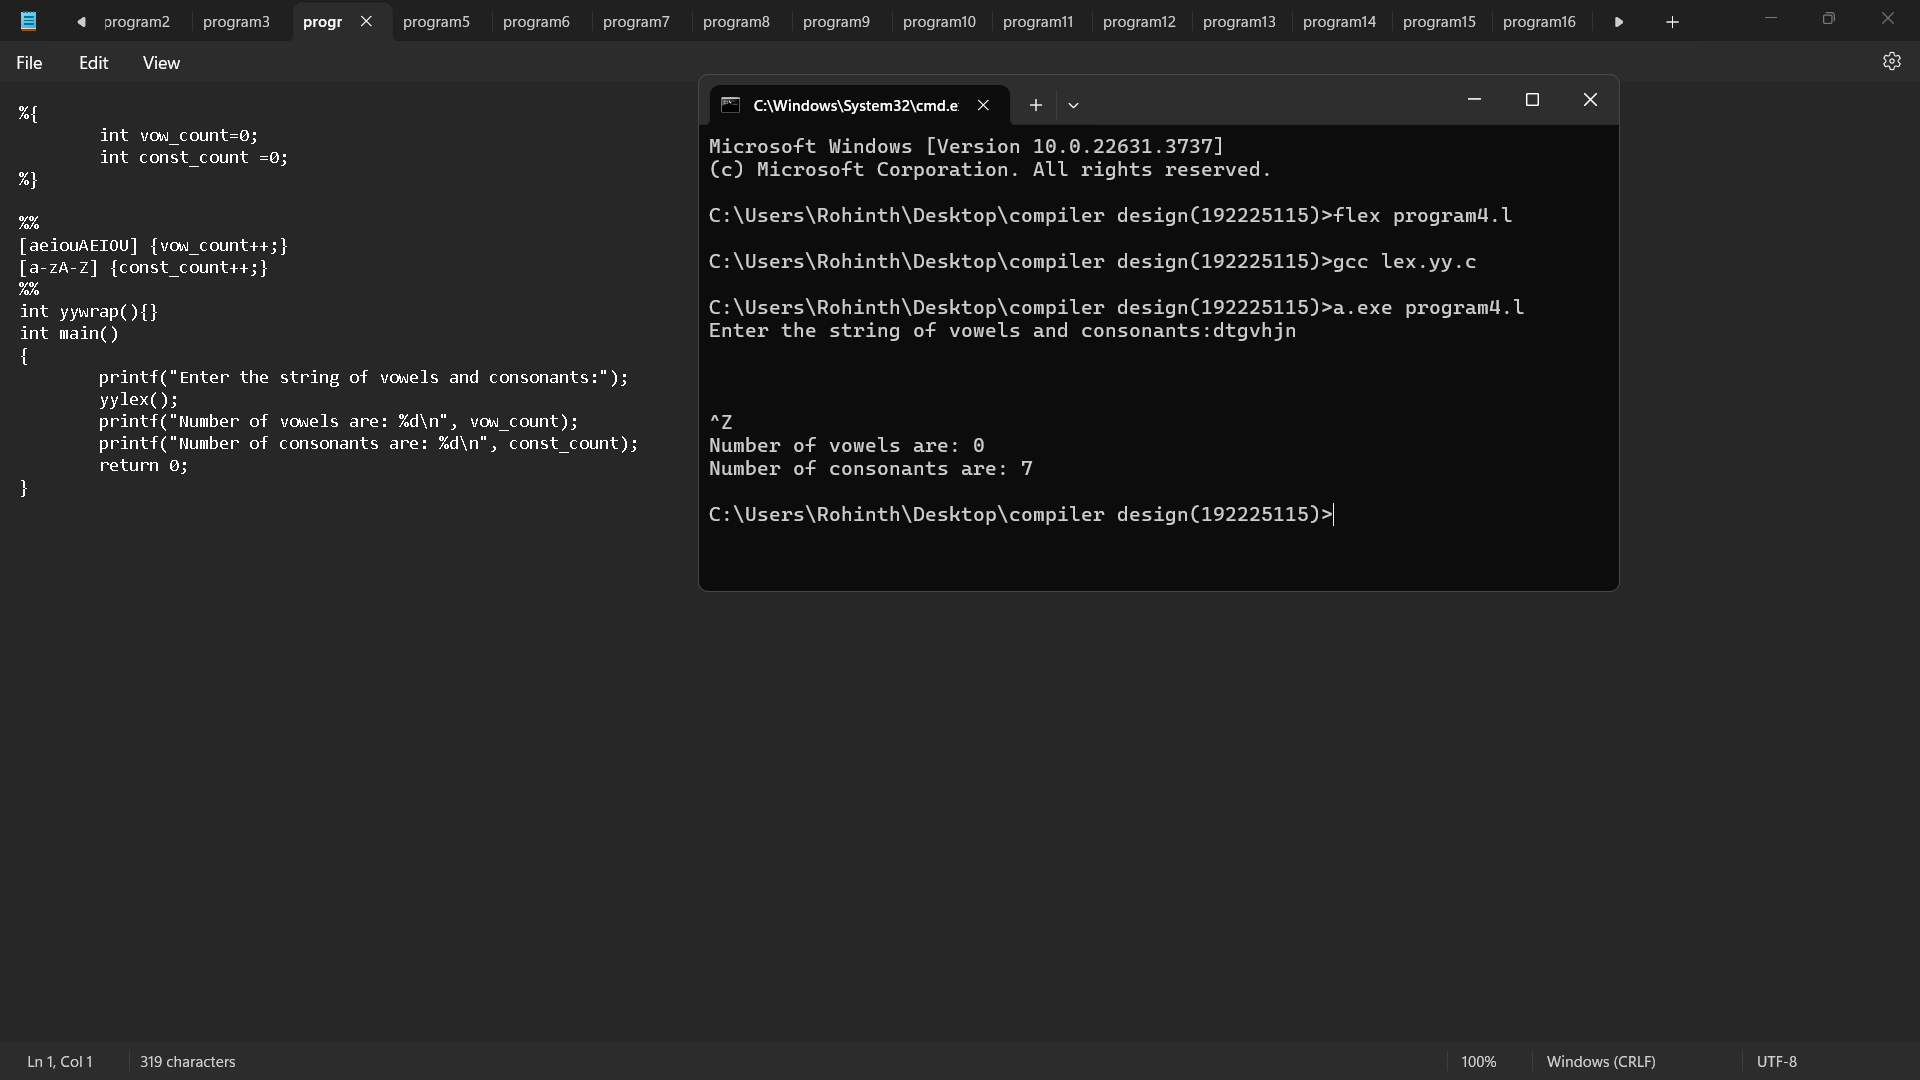 program2 program3 progr program5 program6 program7 program8 program9 program10 program11 program12 program13 program14 program15 program16
File Edit View
%{
int vow_count=0;
int const_count =0;
%}
%%
[aeiouAEIOU] {vow_count++;}
[a-zA-Z] {const_count++;}
%%
int yywrap(){}
int main()
{
printf("Enter the string of vowels and consonants:");
yylex();
printf("Number of vowels are: %d\n", vow_count);
printf("Number of consonants are: %d\n", const_count);
return 0;
}
C:\Windows\System32\cmd.e
Microsoft Windows [Version 10.0.22631.3737]
(c) Microsoft Corporation. All rights reserved.
C:\Users\Rohinth\Desktop\compiler design(192225115)>flex program4.l
C:\Users\Rohinth\Desktop\compiler design(192225115)>gcc lex.yy.c
C:\Users\Rohinth\Desktop\compiler design(192225115)>a.exe program4.l
Enter the string of vowels and consonants:dtgvhjn
^Z
Number of vowels are: 0
Number of consonants are: 7
C:\Users\Rohinth\Desktop\compiler design(192225115)>
Ln 1, Col 1 319 characters 100% Windows (CRLF) UTF-8